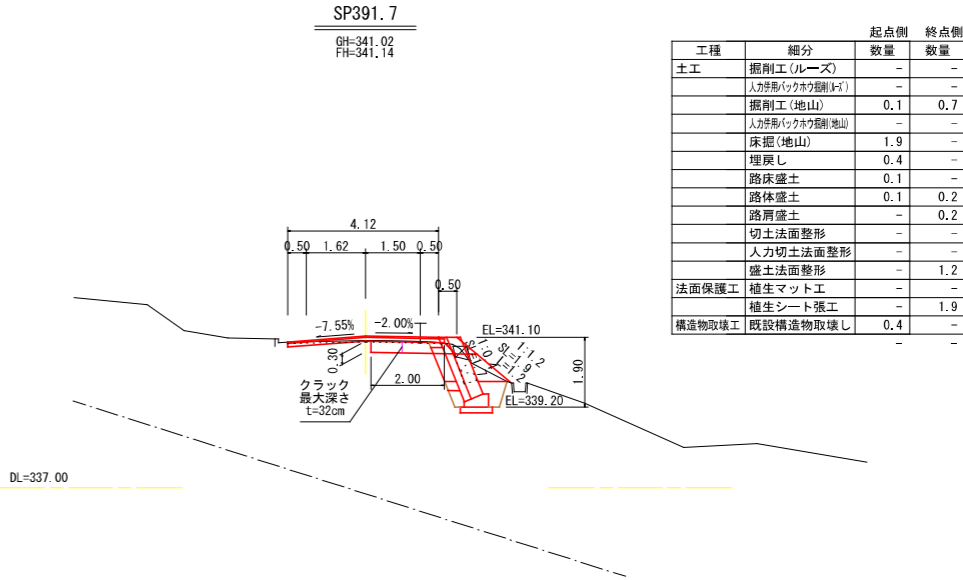 SP391.7
GH=341.02
FH=341.14
起点側 終点側
工種 細分 数量 数量
土工 掘削工(ルーズ) - -
人力併用バックホウ掘削(ルーズ) - -
掘削工(地山) 0.1 0.7
人力併用バックホウ掘削(地山) - -
床掘(地山) 1.9 -
埋戻し 0.4 -
路床盛土 0.1 -
路体盛土 0.1 0.2
路肩盛土 - 0.2
切土法面整形 - -
人力切土法面整形 - -
盛土法面整形 - 1.2
法面保護工 植生マット工 - -
植生シート張工 - 1.9
構造物取壊工 既設構造物取壊し 0.4 -
- -
4.12
0.50 1.62 1.50 0.50
0.50
-7.55% -2.00%
EL=341.10
1:1.2
SL=1.9
L=1.2
0.30
2.00
1.90
クラック
最大深さ
t=32cm
EL=339.20
DL=337.00